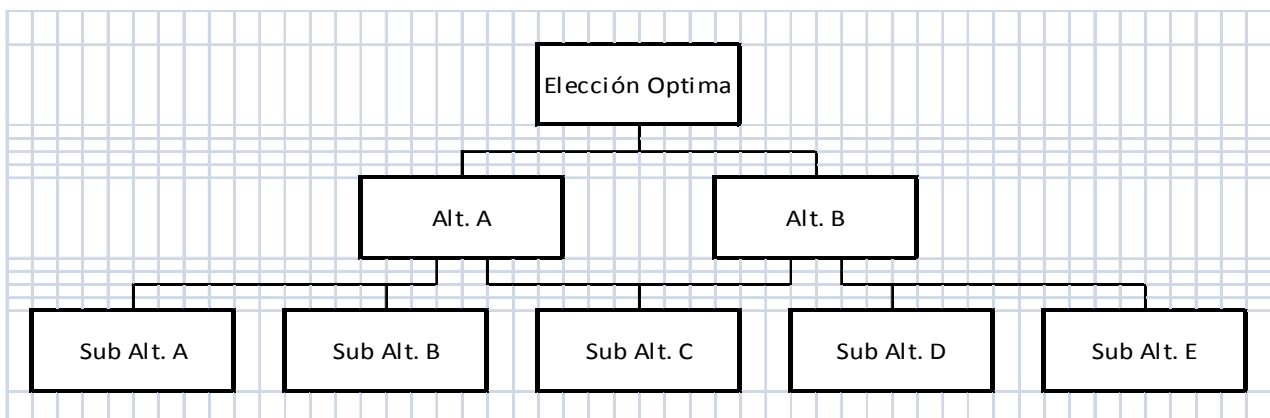 Elección Optima
Alt. A
Alt. B
Sub Alt. A
Sub Alt. B
Sub Alt. C
Sub Alt. D
Sub Alt. E